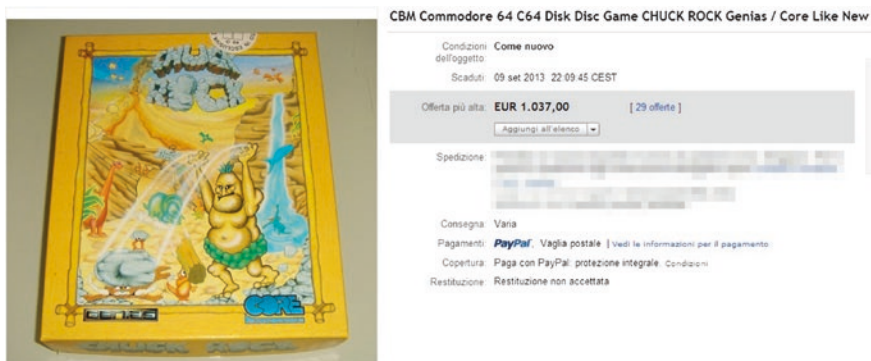 CBM Commodore 64 C64 Disk Disc Game CHUCK ROCK Genias / Core Like New
Condizioni dell'oggetto: Come nuovo
Scaduti: 09 set 2013 22:09:45 CEST
Offerta più alta: EUR 1.037,00 [ 29 offerte ]
Aggiungi all'elenco
Spedizione:
Consegna: Varia
Pagamenti: PayPal, Vaglia postale | Vedi le informazioni per il pagamento
Copertura: Paga con PayPal: protezione integrale. Condizioni
Restituzione: Restituzione non accettata
CHUCK ROCK
GENIAS
CORE
CHUCK ROCK